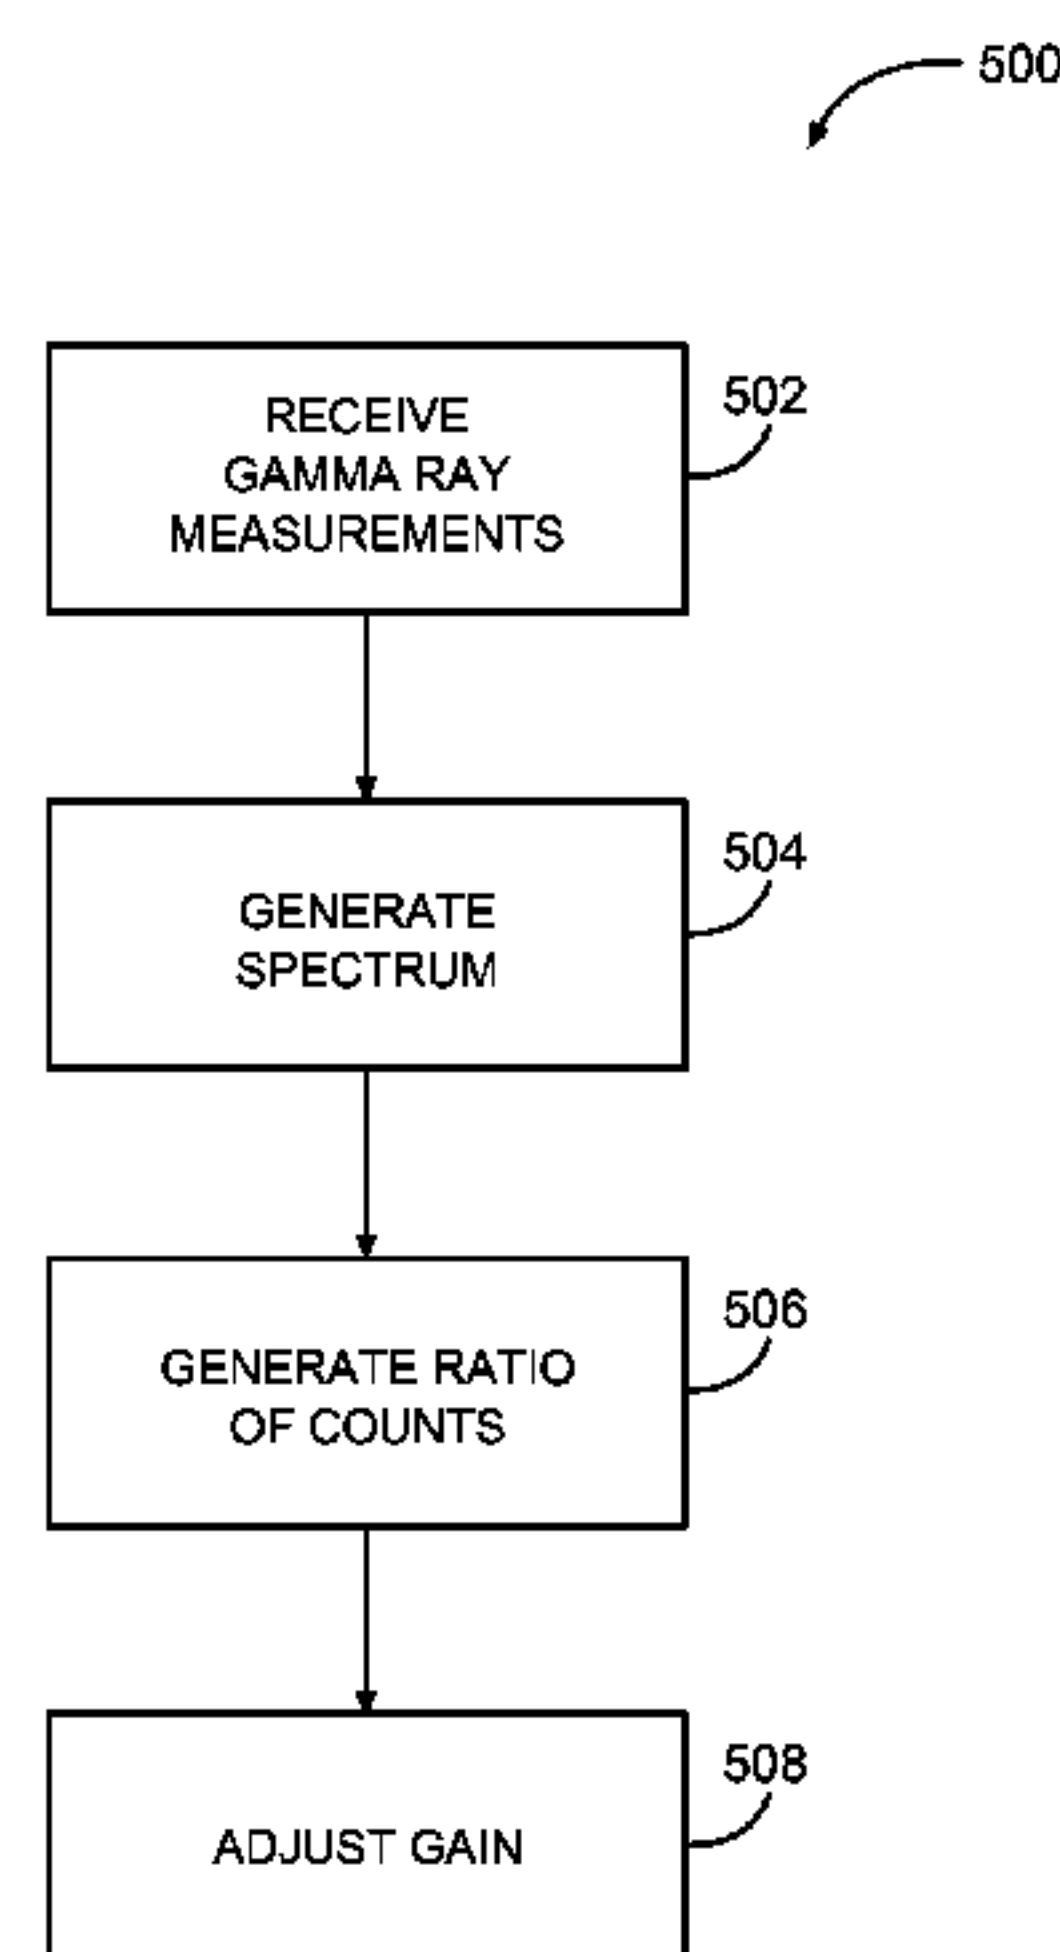 500
RECEIVE
GAMMA RAY
MEASUREMENTS
502
GENERATE
SPECTRUM
504
GENERATE RATIO
OF COUNTS
506
ADJUST GAIN
508